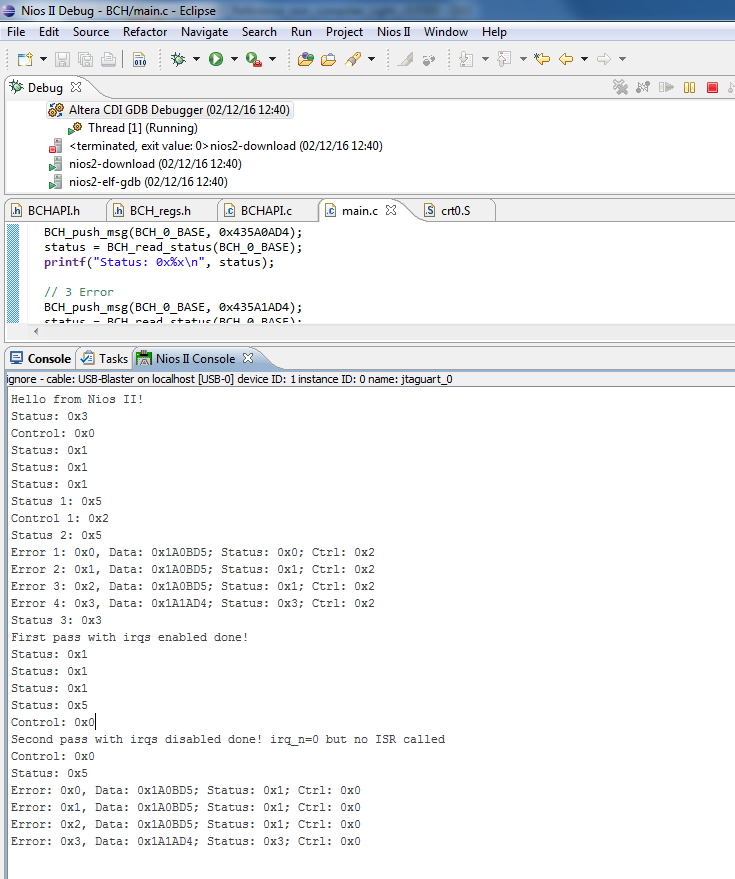 Nios II Debug - BCH/main.c - Eclipse
File Edit Source Refactor Navigate Search Run Project Nios II Window Help
010
Debug
Altera CDI GDB Debugger (02/12/16 12:40)
Thread [1] (Running)
<terminated, exit value: 0>nios2-download (02/12/16 12:40)
nios2-download (02/12/16 12:40)
nios2-elf-gdb (02/12/16 12:40)
BCHAPI.h BCH_regs.h BCHAPI.c main.c crt0.S
BCH_push_msg(BCH_0_BASE, 0x435A0AD4);
status = BCH_read_status(BCH_0_BASE);
printf("Status: 0x%x\n", status);
// 3 Error
BCH_push_msg(BCH_0_BASE, 0x435A1AD4);
status = BCH_read_status(BCH_0_BASE);
Console Tasks Nios II Console
ignore - cable: USB-Blaster on localhost [USB-0] device ID: 1 instance ID: 0 name: jtaguart_0
Hello from Nios II!
Status: 0x3
Control: 0x0
Status: 0x1
Status: 0x1
Status: 0x1
Status 1: 0x5
Control 1: 0x2
Status 2: 0x5
Error 1: 0x0, Data: 0x1A0BD5; Status: 0x0; Ctrl: 0x2
Error 2: 0x1, Data: 0x1A0BD5; Status: 0x1; Ctrl: 0x2
Error 3: 0x2, Data: 0x1A0BD5; Status: 0x1; Ctrl: 0x2
Error 4: 0x3, Data: 0x1A1AD4; Status: 0x3; Ctrl: 0x2
Status 3: 0x3
First pass with irqs enabled done!
Status: 0x1
Status: 0x1
Status: 0x1
Status: 0x5
Control: 0x0
Second pass with irqs disabled done! irq_n=0 but no ISR called
Control: 0x0
Status: 0x5
Error: 0x0, Data: 0x1A0BD5; Status: 0x1; Ctrl: 0x0
Error: 0x1, Data: 0x1A0BD5; Status: 0x1; Ctrl: 0x0
Error: 0x2, Data: 0x1A0BD5; Status: 0x1; Ctrl: 0x0
Error: 0x3, Data: 0x1A1AD4; Status: 0x3; Ctrl: 0x0